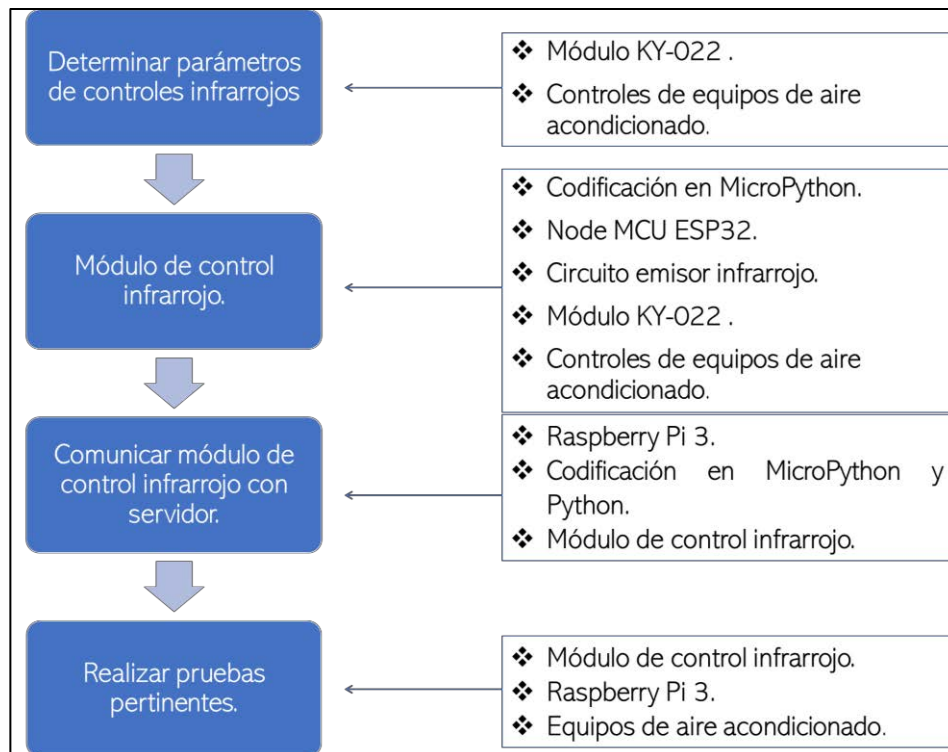 Determinar parámetros
de controles infrarrojos
❖ Módulo KY-022 .
❖ Controles de equipos de aire
acondicionado.
Módulo de control
infrarrojo.
❖ Codificación en MicroPython.
❖ Node MCU ESP32.
❖ Circuito emisor infrarrojo.
❖ Módulo KY-022 .
❖ Controles de equipos de aire
acondicionado.
Comunicar módulo de
control infrarrojo con
servidor.
❖ Raspberry Pi 3.
❖ Codificación en MicroPython y
Python.
❖ Módulo de control infrarrojo.
Realizar pruebas
pertinentes.
❖ Módulo de control infrarrojo.
❖ Raspberry Pi 3.
❖ Equipos de aire acondicionado.